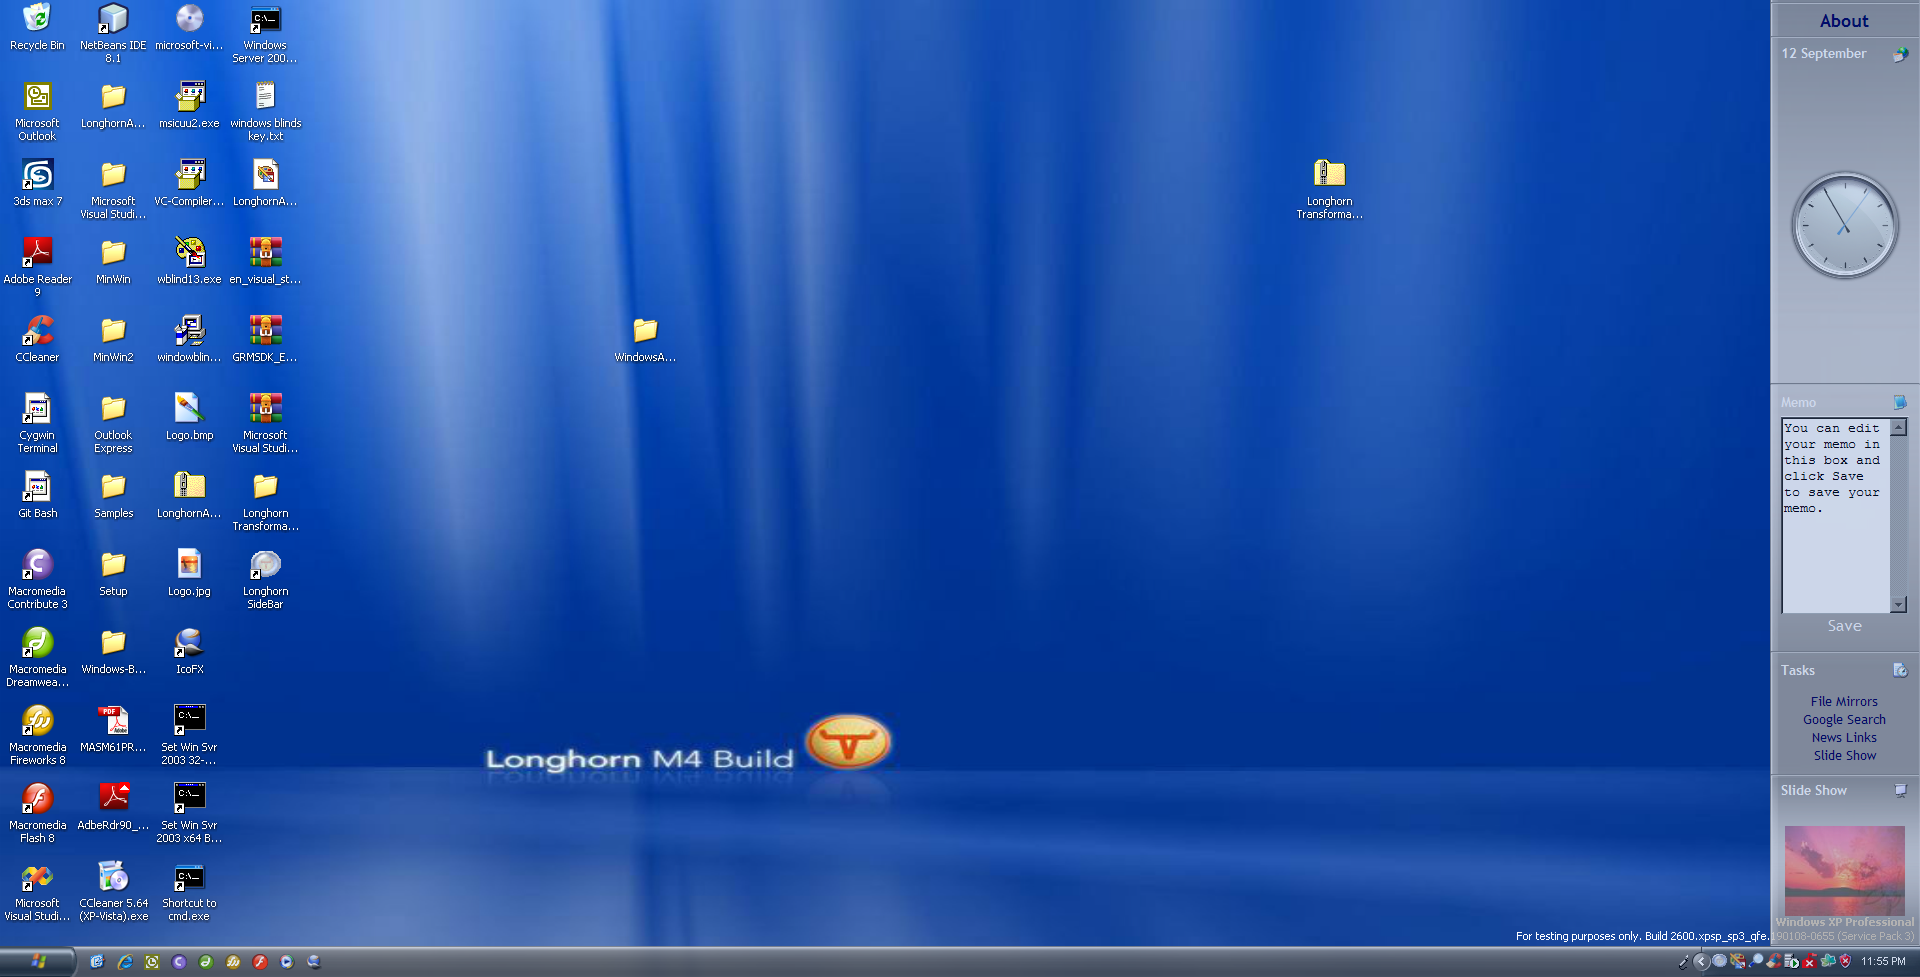 Recycle Bin
NetBeans IDE
8.1
microsoft-vi...
Windows
Server 200...
Microsoft
Outlook
LonghornA...
msicuu2.exe
windows blinds
key.txt
3ds max 7
Microsoft
Visual Studi...
VC-Compiler...
LonghornA...
Adobe Reader
9
MinWin
wblind13.exe
en_visual_st...
CCleaner
MinWin2
windowblin...
GRMSDK_E...
Cygwin
Terminal
Outlook
Express
Logo.bmp
Microsoft
Visual Studi...
Git Bash
Samples
LonghornA...
Longhorn
Transforma...
Macromedia
Contribute 3
Setup
Logo.jpg
Longhorn
SideBar
Macromedia
Dreamwea...
Windows-B...
IcoFX
Macromedia
Fireworks 8
PDF
Adobe
MASM61PR...
C:\_
Set Win Svr
2003 32-...
Macromedia
Flash 8
AdbeRdr90_...
C:\_
Set Win Svr
2003 x64 B...
Microsoft
Visual Studi...
CCleaner 5.64
(XP-Vista).exe
C:\_
Shortcut to
cmd.exe
WindowsA...
Longhorn
Transforma...
Longhorn M4 Build
About
12 September
Memo
You can edit
your memo in
this box and
click Save
to save your
memo.
Save
Tasks
File Mirrors
Google Search
News Links
Slide Show
Slide Show
Windows XP Professional
For testing purposes only. Build 2600.xpsp_sp3_qfe.190108-0655 (Service Pack 3)
11:55 PM